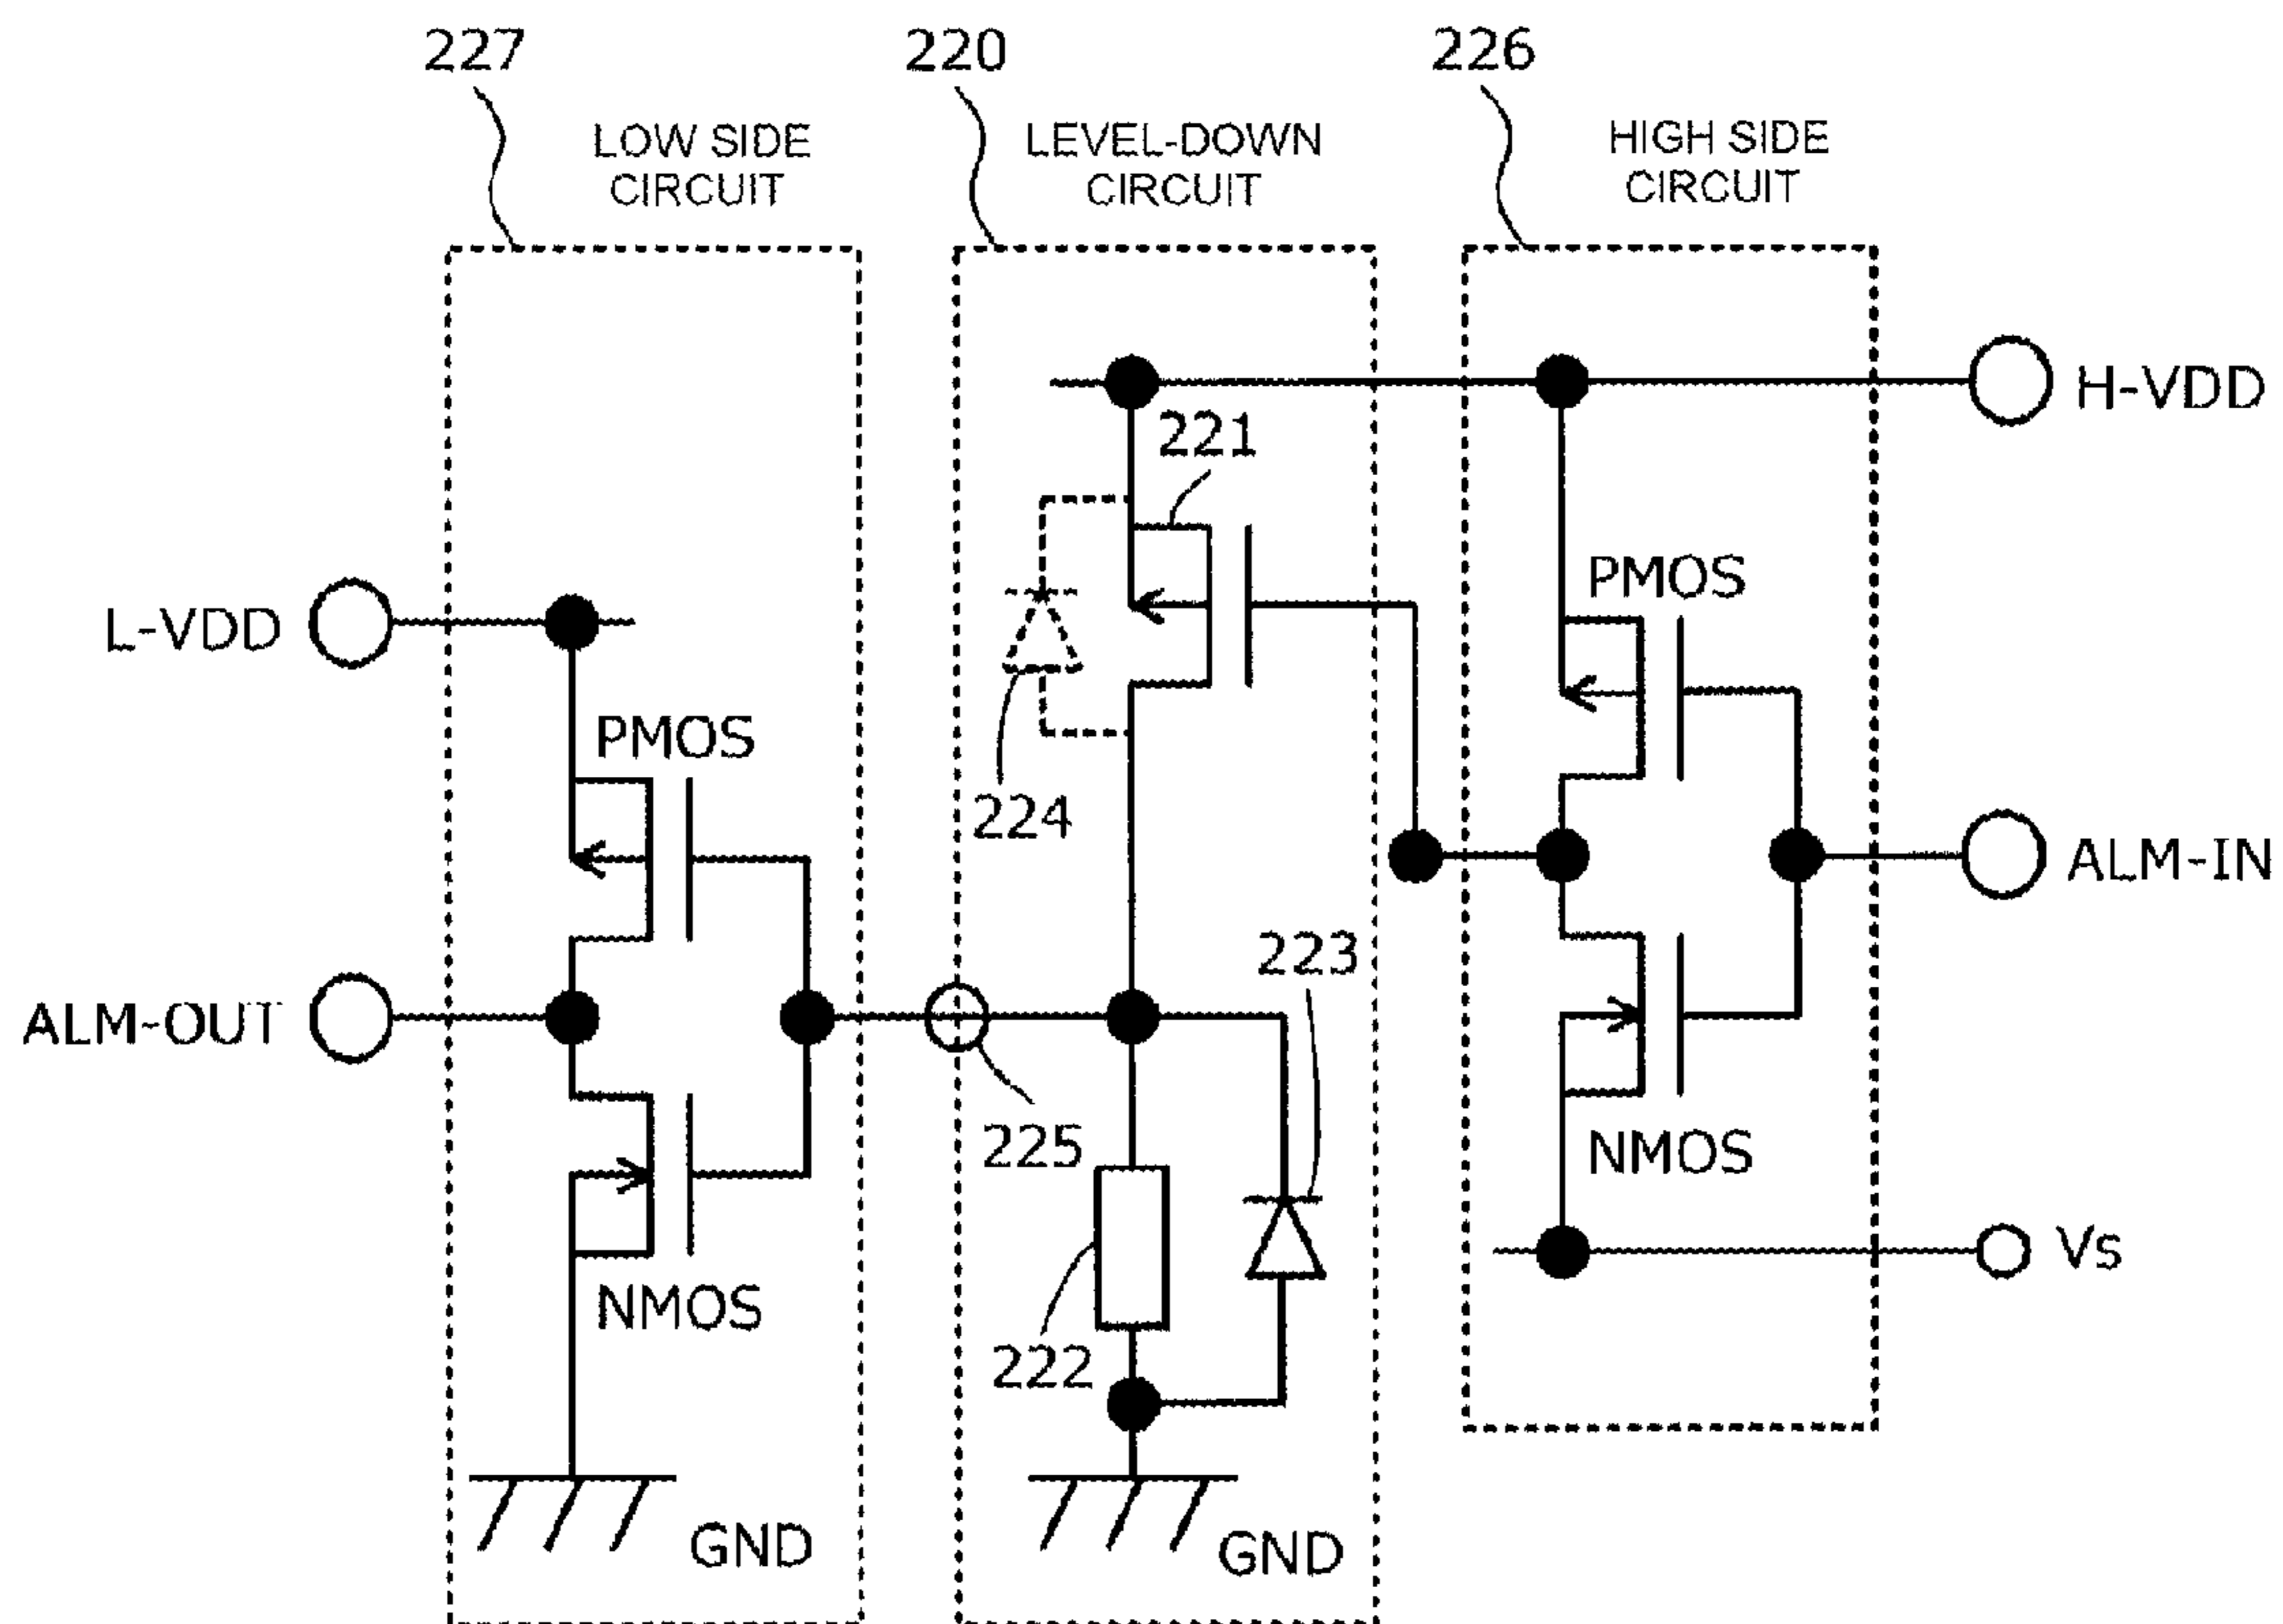 227
220
226
LOW SIDE
CIRCUIT
LEVEL-DOWN
CIRCUIT
HIGH SIDE
CIRCUIT
H-VDD
221
PMOS
L-VDD
PMOS
224
ALM-IN
223
ALM-OUT
225
NMOS
Vs
NMOS
222
GND
GND